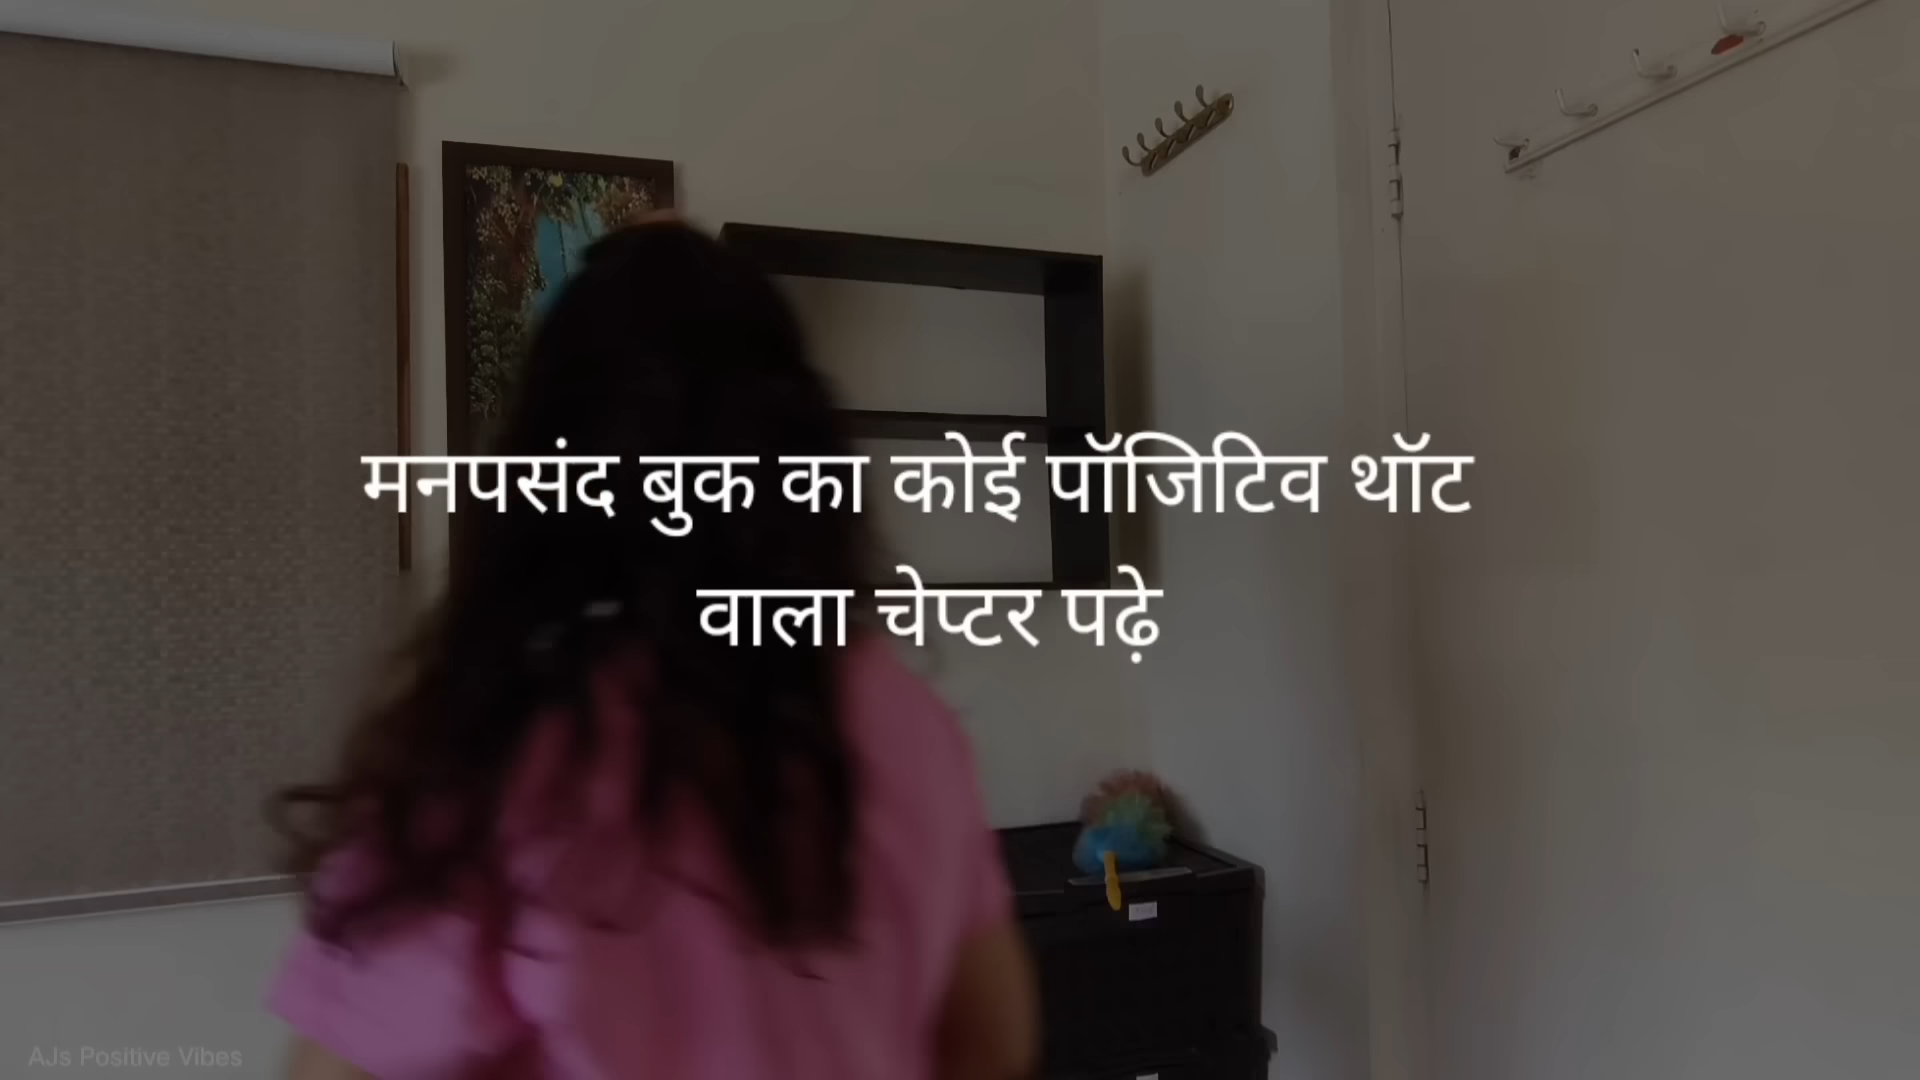 मनपसंद बुक का कोई पॉजिटिव थॉट
वाला चेप्टर पढ़े
AJs Positive Vibes